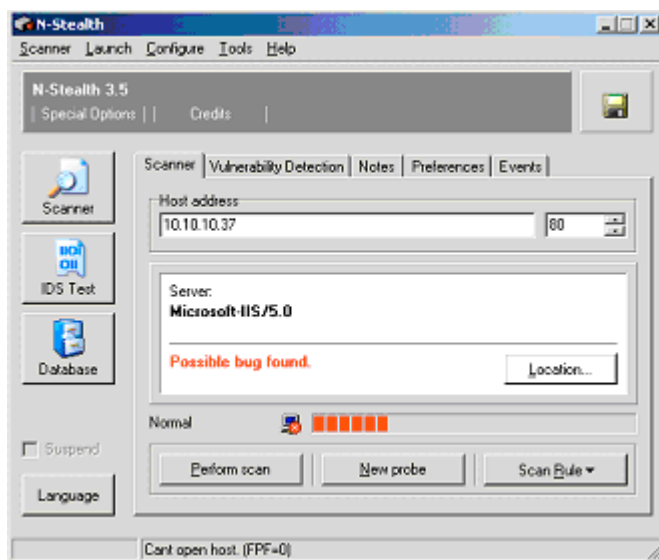 N-Stealth
Scanner Launch Configure Tools Help
N-Stealth 3.5
| Special Options | | Credits |
Scanner
IDS Test
Database
Suspend
Language
Scanner Vulnerability Detection Notes Preferences Events
Host address
10.10.10.37 80
Server:
Microsoft-IIS/5.0
Possible bug found.
Location...
Normal
Perform scan New probe Scan Rule
Cant open host. (FPF=0)